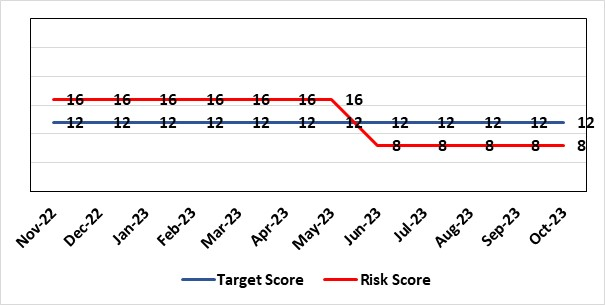 16 16 16 16 16 16 16
12 12 12 12 12 12 12 12 12 12 12 12
8 8 8 8 8
Nov-22 Dec-22 Jan-23 Feb-23 Mar-23 Apr-23 May-23 Jun-23 Jul-23 Aug-23 Sep-23 Oct-23
Target Score Risk Score